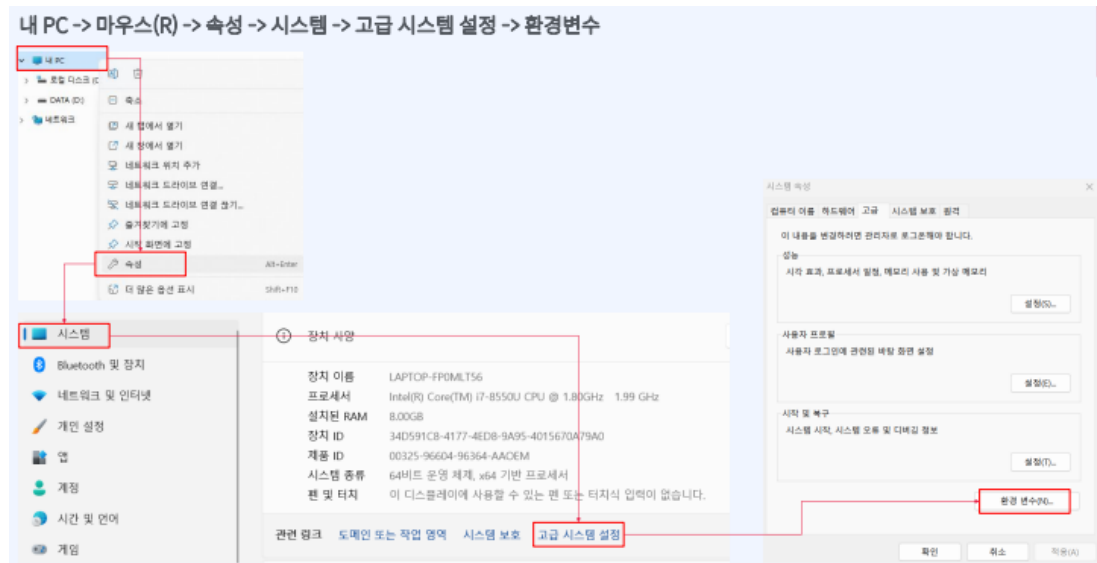 내 PC -> 마우스(R) -> 속성 -> 시스템 -> 고급 시스템 설정 -> 환경변수
내 PC
로컬 디스크 (C
DATA (D:)
네트워크
축소
새 탭에서 열기
새 창에서 열기
네트워크 위치 추가
네트워크 드라이브 연결...
네트워크 드라이브 연결 끊기...
즐겨찾기에 고정
시작 화면에 고정
속성 Alt+Enter
더 많은 옵션 표시 Shift+F10
시스템
Bluetooth 및 장치
네트워크 및 인터넷
개인 설정
앱
계정
시간 및 언어
게임
장치 사양
장치 이름 LAPTOP-FP0MLT56
프로세서 Intel(R) Core(TM) i7-8550U CPU @ 1.80GHz 1.99 GHz
설치된 RAM 8.00GB
장치 ID 34D591C8-4177-4ED8-9A95-4015670A79A0
제품 ID 00325-96604-96364-AAOEM
시스템 종류 64비트 운영 체제, x64 기반 프로세서
펜 및 터치 이 디스플레이에 사용할 수 있는 펜 또는 터치식 입력이 없습니다.
관련 링크 도메인 또는 작업 영역 시스템 보호 고급 시스템 설정
시스템 속성
컴퓨터 이름 하드웨어 고급 시스템 보호 원격
이 내용을 변경하려면 관리자로 로그온해야 합니다.
성능
시각 효과, 프로세서 일정, 메모리 사용 및 가상 메모리
설정(S)...
사용자 프로필
사용자 로그인에 관련된 바탕 화면 설정
설정(E)...
시작 및 복구
시스템 시작, 시스템 오류 및 디버깅 정보
설정(T)...
환경 변수(N)...
확인 취소 적용(A)